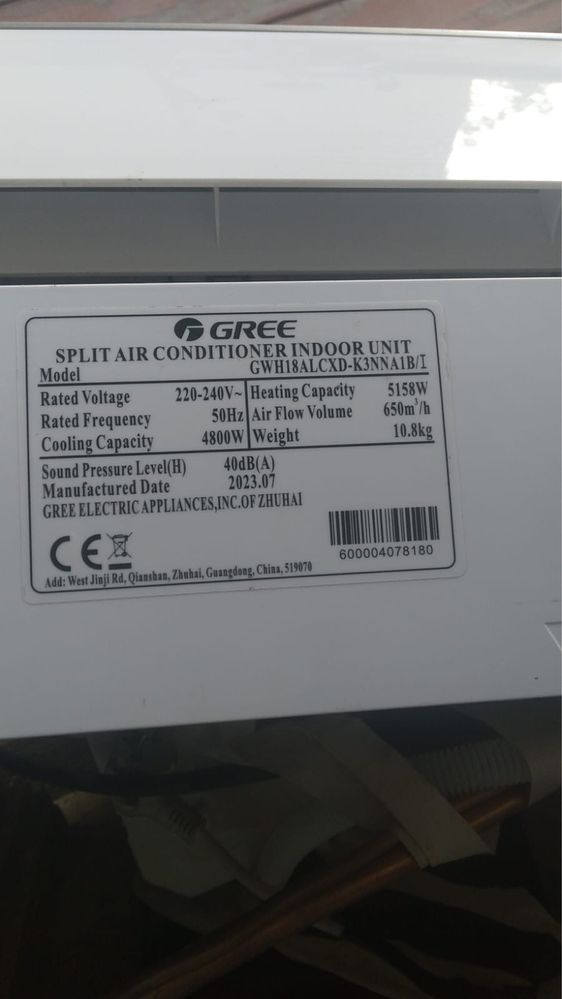 GREE
SPLIT AIR CONDITIONER INDOOR UNIT
Model GWH18ALCXD-K3NNA1B/I
Rated Voltage 220-240V~ Heating Capacity 5158W
Rated Frequency 50Hz Air Flow Volume 650m³/h
Cooling Capacity 4800W Weight 10.8kg
Sound Pressure Level(H) 40dB(A)
Manufactured Date 2023.07
GREE ELECTRIC APPLIANCES,INC.OF ZHUHAI
CE
600004078180
Add: West Jinji Rd, Qianshan, Zhuhai, Guangdong, China, 519070